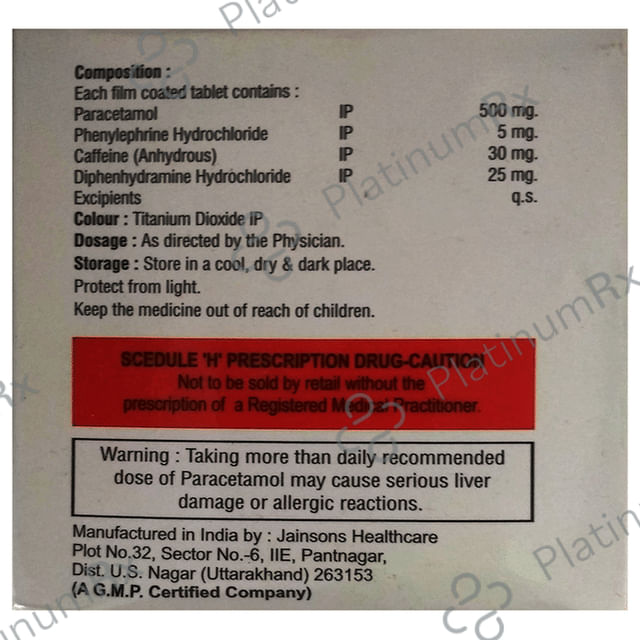 Composition :
Each film coated tablet contains :
Paracetamol IP 500 mg.
Phenylephrine Hydrochloride IP 5 mg.
Caffeine (Anhydrous) IP 30 mg.
Diphenhydramine Hydrochloride IP 25 mg.
Excipients q.s.
Colour : Titanium Dioxide IP
Dosage : As directed by the Physician.
Storage : Store in a cool, dry & dark place.
Protect from light.
Keep the medicine out of reach of children.
SCEDULE 'H' PRESCRIPTION DRUG-CAUTION
Not to be sold by retail without the
prescription of a Registered Medical Practitioner.
Warning : Taking more than daily recommended
dose of Paracetamol may cause serious liver
damage or allergic reactions.
Manufactured in India by : Jainsons Healthcare
Plot No.32, Sector No.-6, IIE, Pantnagar,
Dist. U.S. Nagar (Uttarakhand) 263153
(A G.M.P. Certified Company)
PlatinumRx
PlatinumRx
PlatinumRx